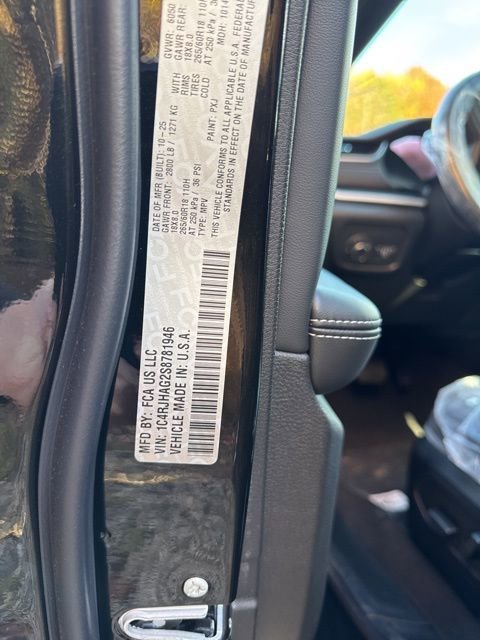 MFD BY: FCA US LLC
VIN: 1C4RJHAG2S8781946
VEHICLE MADE IN: U.S.A.
DATE OF MFR (BUILT): 10-25
GVWR: 6050
GAWR FRONT: 2800 LB / 1271 KG
WITH
GAWR REAR:
18X8.0
RIMS
18X8.0
265/60R18 110H
TIRES
265/60R18 110H
AT 250 kPa / 36 PSI
COLD
AT 250 kPa / 36
TYPE: MPV
PAINT: PXJ
MDH: 1014
THIS VEHICLE CONFORMS TO ALL APPLICABLE U.S.A. FEDERAL
STANDARDS IN EFFECT ON THE DATE OF MANUFA